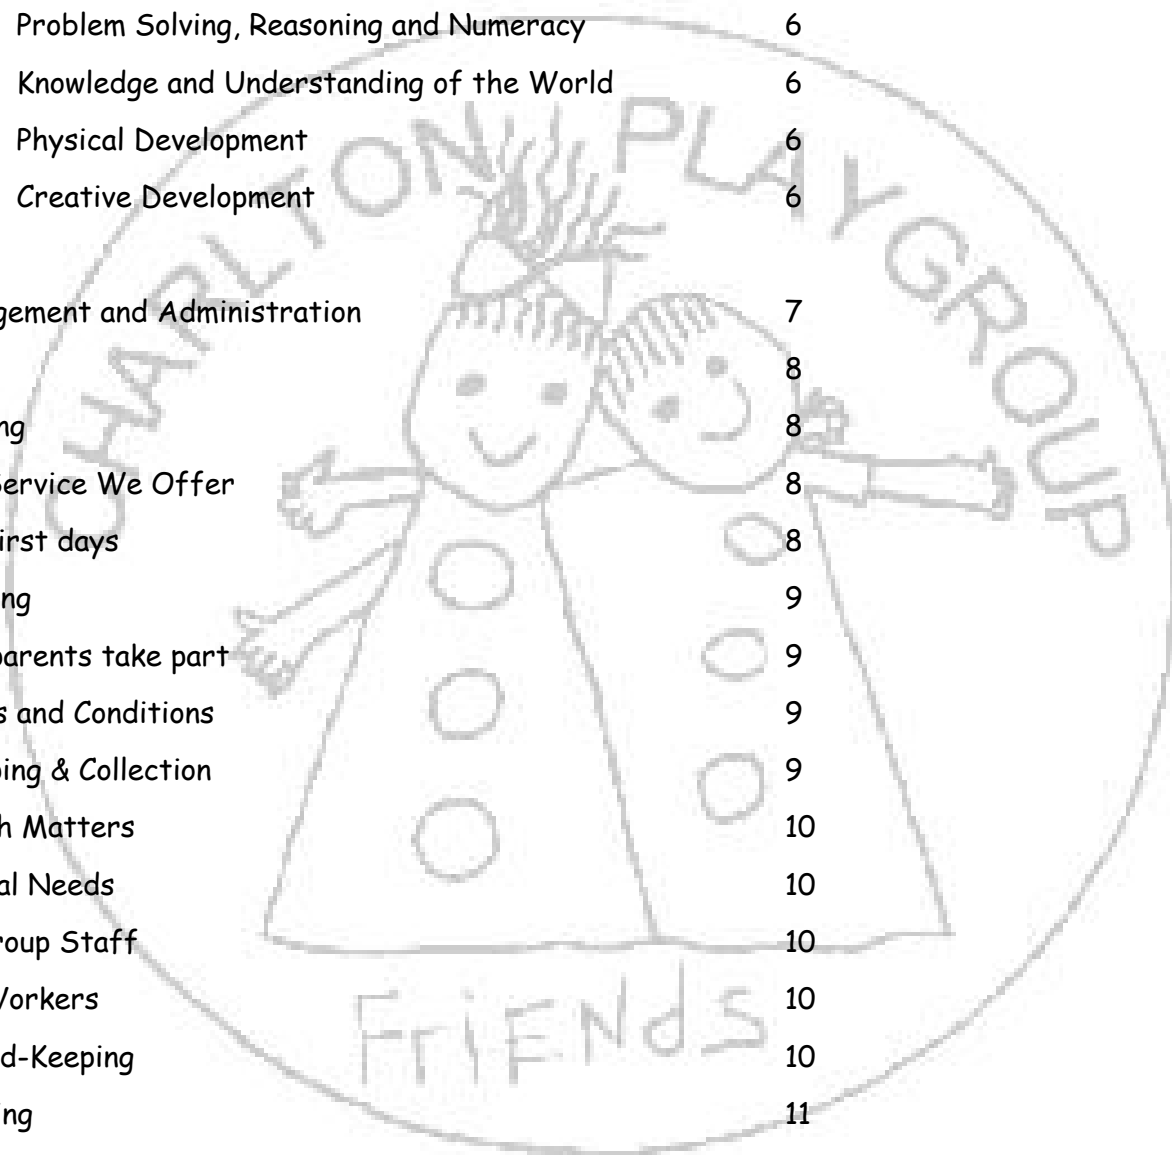 Problem Solving, Reasoning and Numeracy 6
Knowledge and Understanding of the World 6
Physical Development 6
Creative Development 6
gement and Administration 7
8
ng 8
Service We Offer 8
irst days 8
ng 9
parents take part 9
s and Conditions 9
ping & Collection 9
h Matters 10
al Needs 10
roup Staff 10
Workers 10
d-Keeping 10
ing 11
CHARLTON PLAYGROUP
FriENds